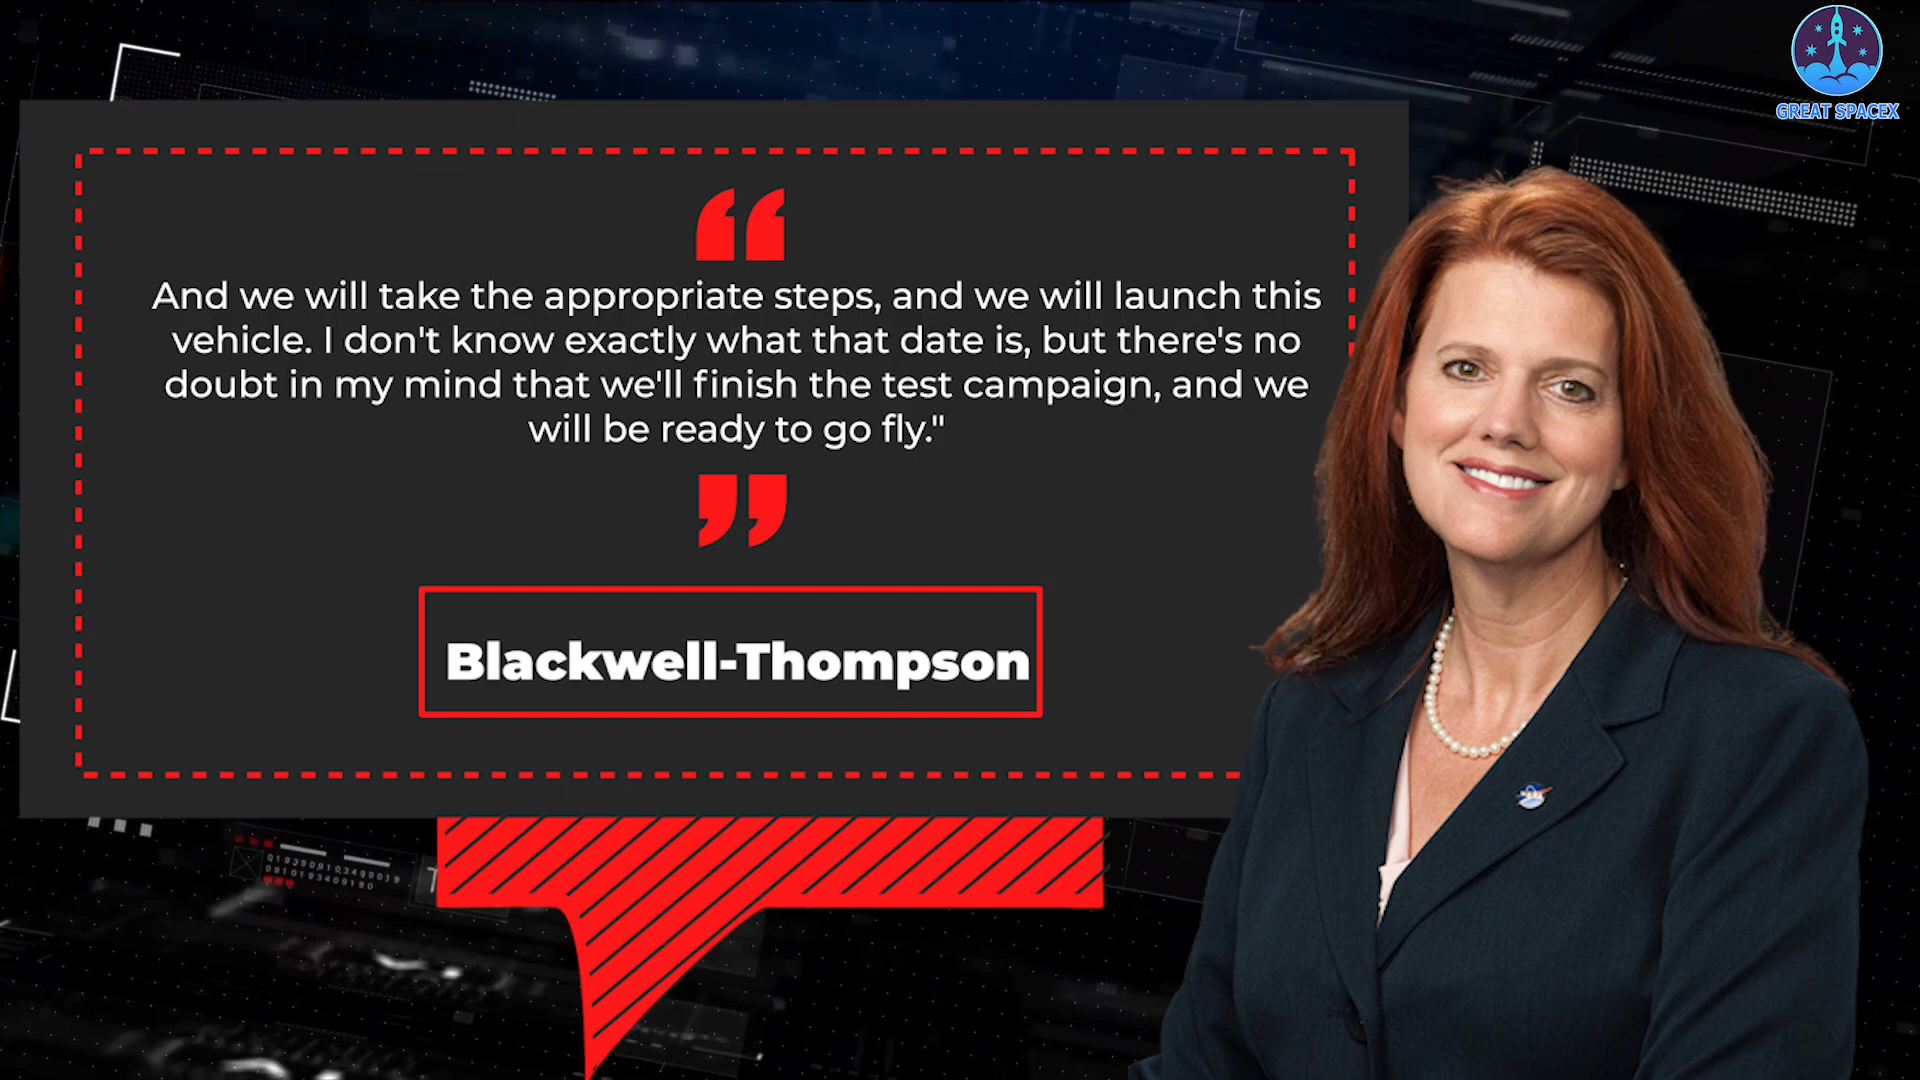 GREAT SPACEX
And we will take the appropriate steps, and we will launch this
vehicle. I don't know exactly what that date is, but there's no
doubt in my mind that we'll finish the test campaign, and we
will be ready to go fly."
Blackwell-Thompson
NASA